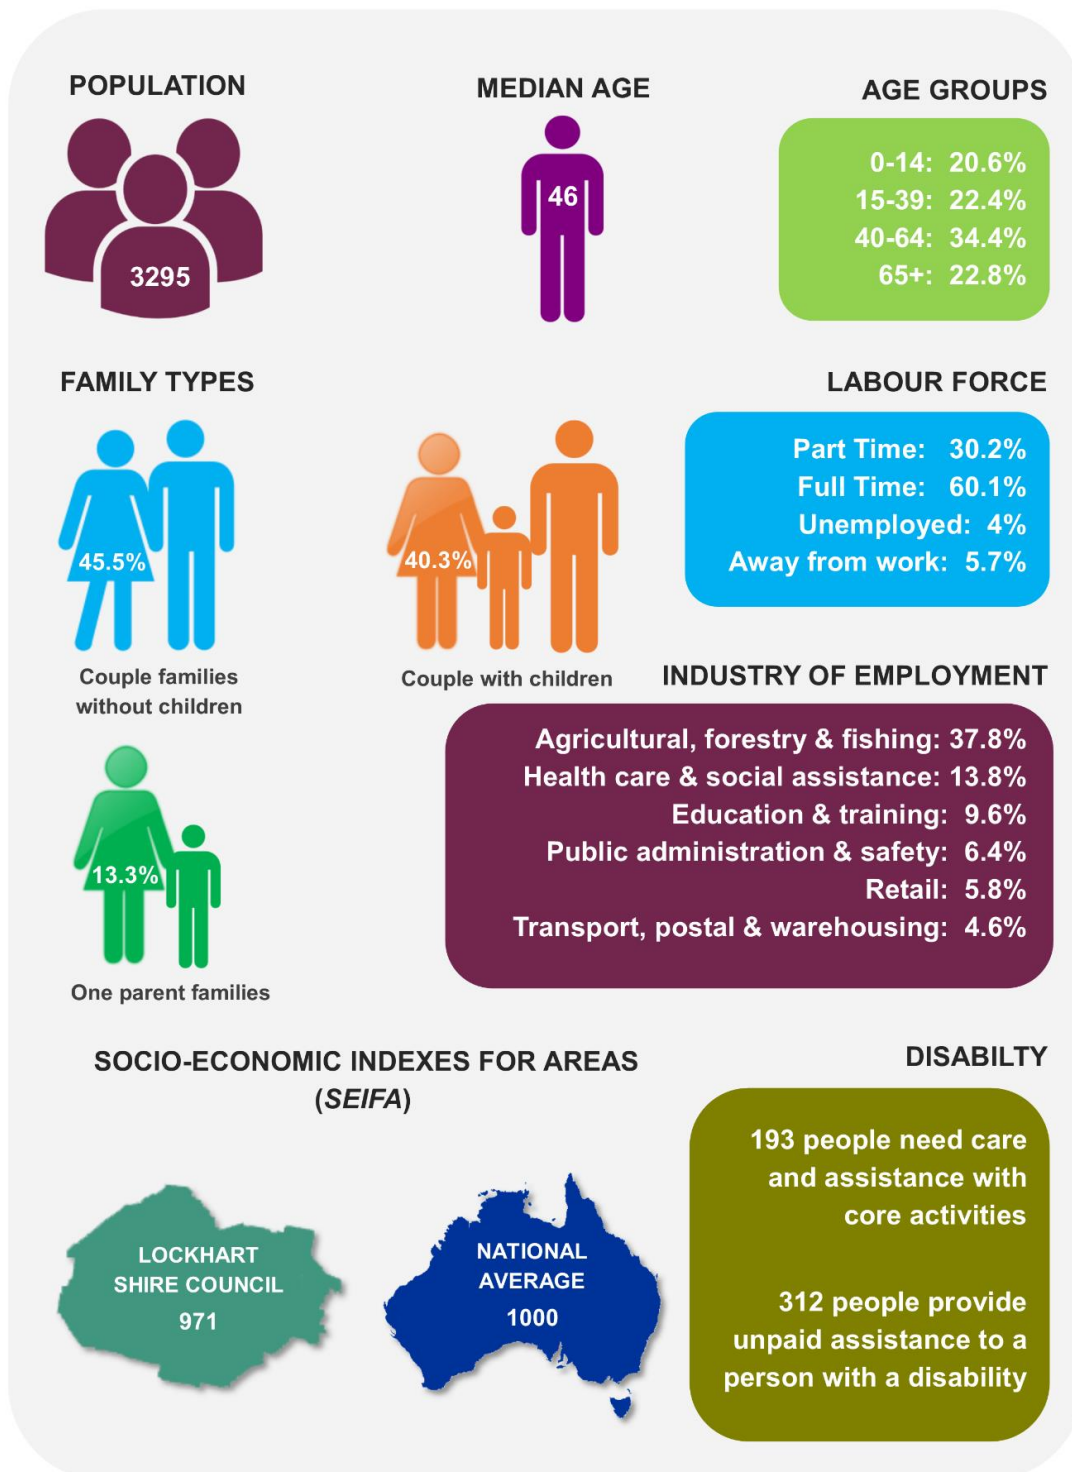 POPULATION
3295
MEDIAN AGE
46
AGE GROUPS
0-14: 20.6%
15-39: 22.4%
40-64: 34.4%
65+: 22.8%
FAMILY TYPES
45.5%
Couple families
without children
40.3%
Couple with children
13.3%
One parent families
LABOUR FORCE
Part Time: 30.2%
Full Time: 60.1%
Unemployed: 4%
Away from work: 5.7%
INDUSTRY OF EMPLOYMENT
Agricultural, forestry & fishing: 37.8%
Health care & social assistance: 13.8%
Education & training: 9.6%
Public administration & safety: 6.4%
Retail: 5.8%
Transport, postal & warehousing: 4.6%
SOCIO-ECONOMIC INDEXES FOR AREAS
(SEIFA)
LOCKHART
SHIRE COUNCIL
971
NATIONAL
AVERAGE
1000
DISABILTY
193 people need care
and assistance with
core activities
312 people provide
unpaid assistance to a
person with a disability